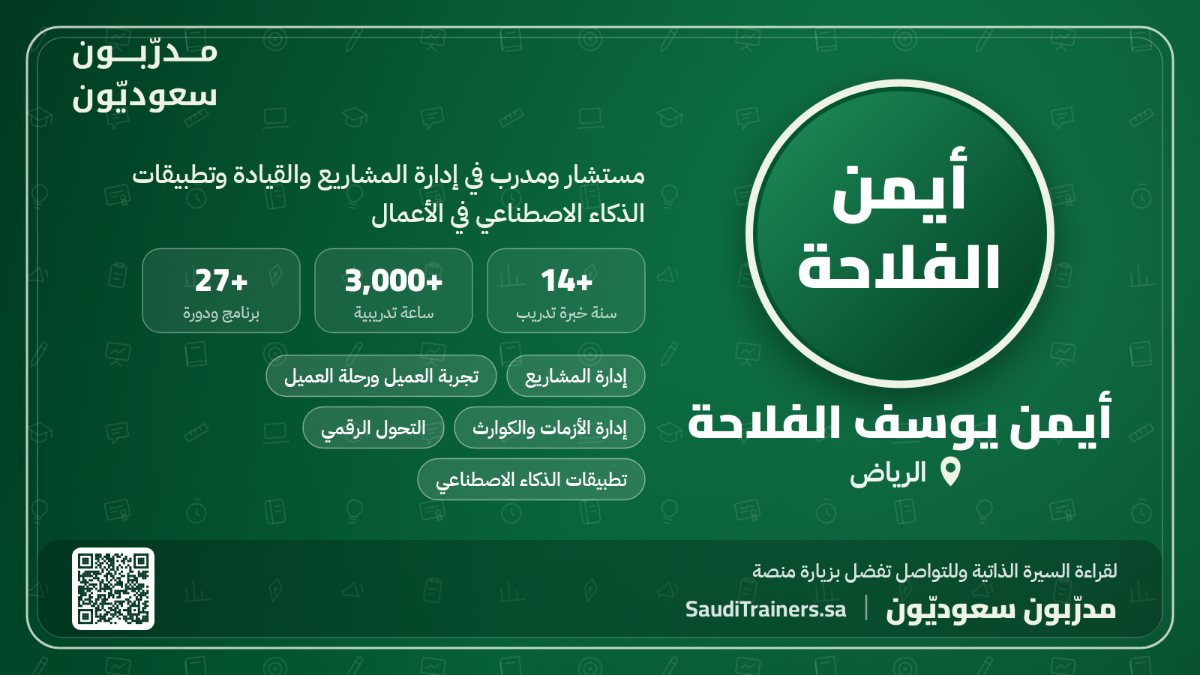 مـــدرّبـــون
سعوديّون
أيمن
الفلاحة
أيمن يوسف الفلاحة
الرياض
مستشار ومدرب في إدارة المشاريع والقيادة وتطبيقات
الذكاء الاصطناعي في الأعمال
14+
سنة خبرة تدريب
3,000+
ساعة تدريبية
27+
برنامج ودورة
إدارة المشاريع
تجربة العميل ورحلة العميل
إدارة الأزمات والكوارث
التحول الرقمي
تطبيقات الذكاء الاصطناعي
لقراءة السيرة الذاتية وللتواصل تفضل بزيارة منصة
مدرّبون سعوديّون | SaudiTrainers.sa